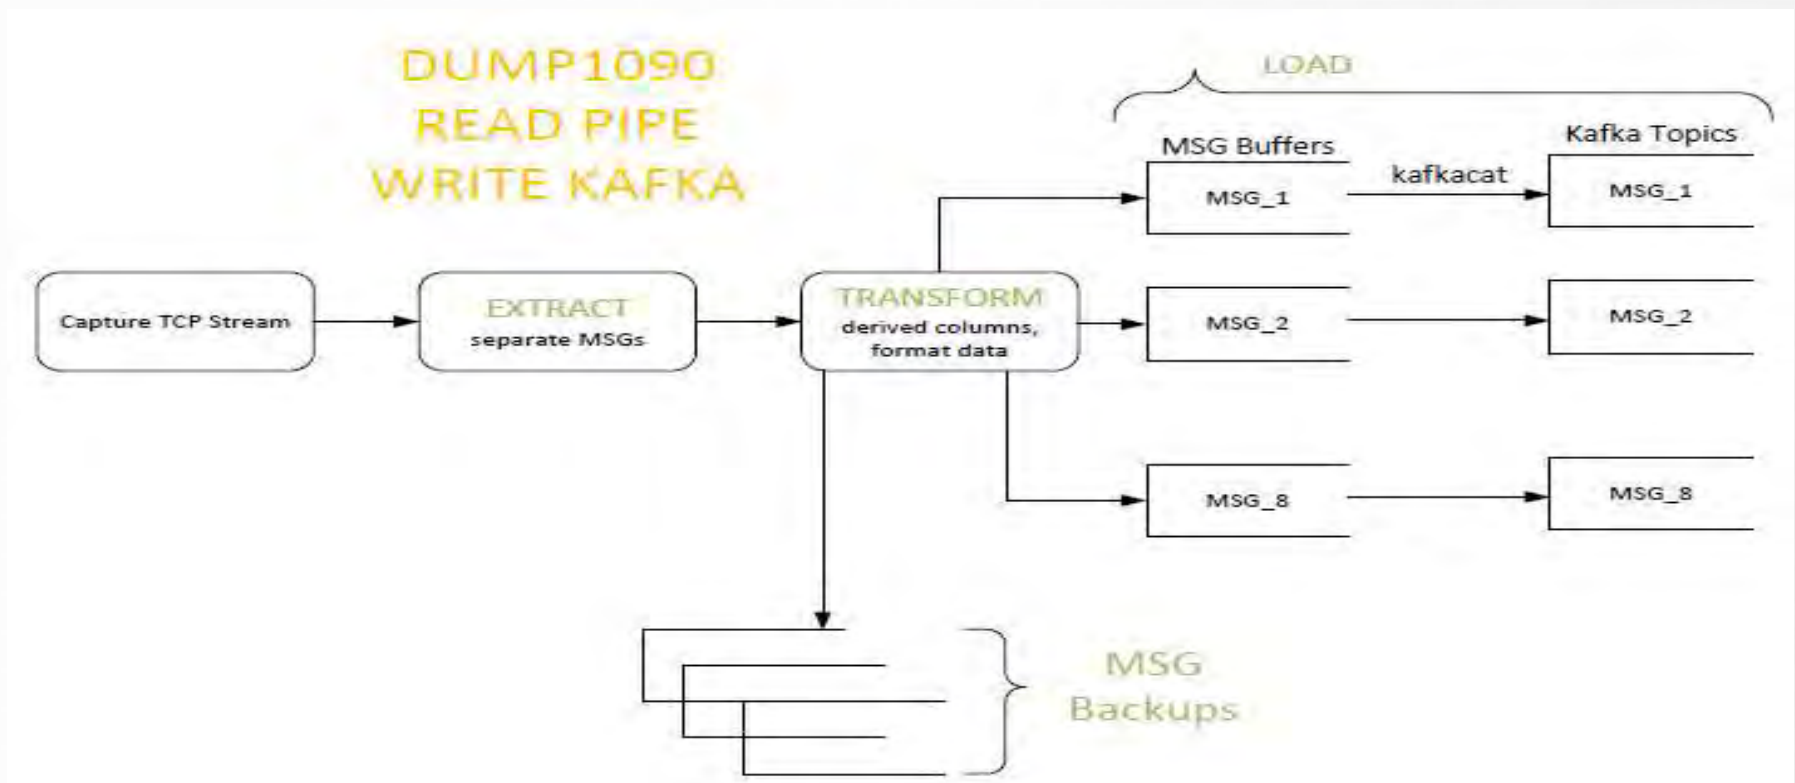 DUMP1090
READ PIPE
WRITE KAFKA
LOAD
MSG Buffers
Kafka Topics
MSG_1
kafkacat
MSG_1
Capture TCP Stream
EXTRACT
separate MSGs
TRANSFORM
derived columns,
format data
MSG_2
MSG_2
MSG_8
MSG_8
MSG
Backups